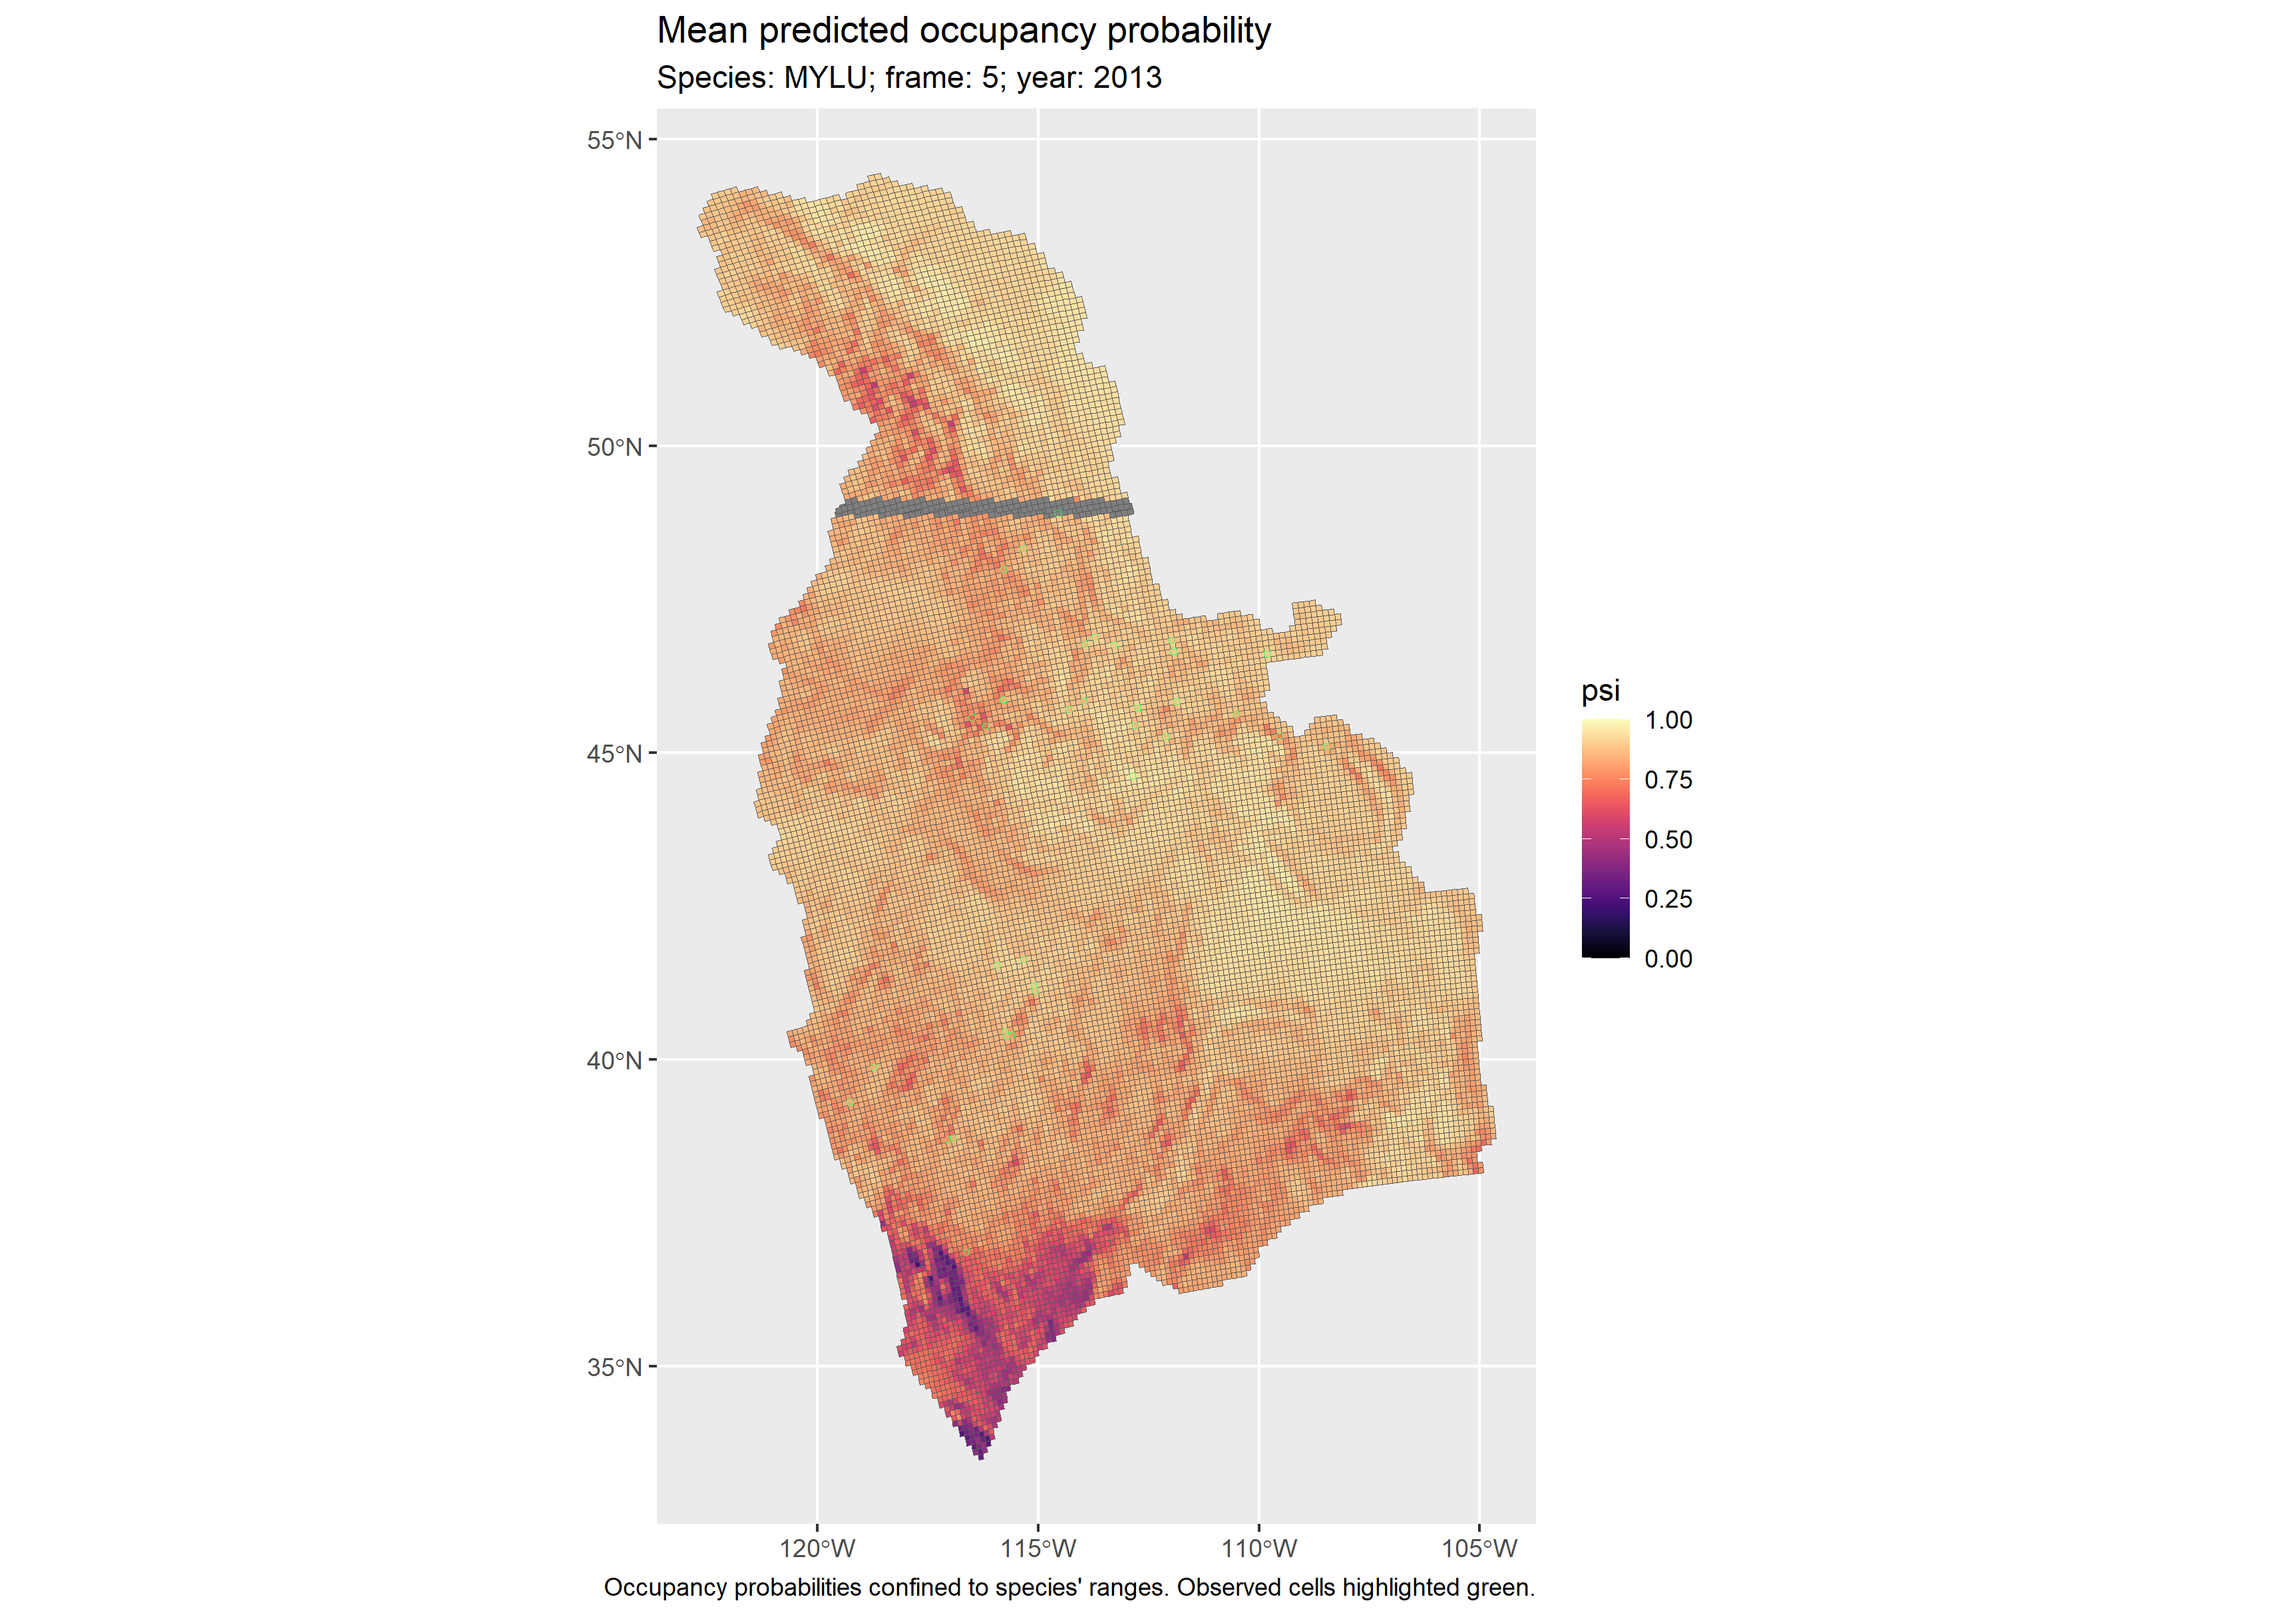 Mean predicted occupancy probability
Species: MYLU; frame: 5; year: 2013
55°N
50°N
45°N
40°N
35°N
120°W
115°W
110°W
105°W
psi
1.00
0.75
0.50
0.25
0.00
Occupancy probabilities confined to species' ranges. Observed cells highlighted green.